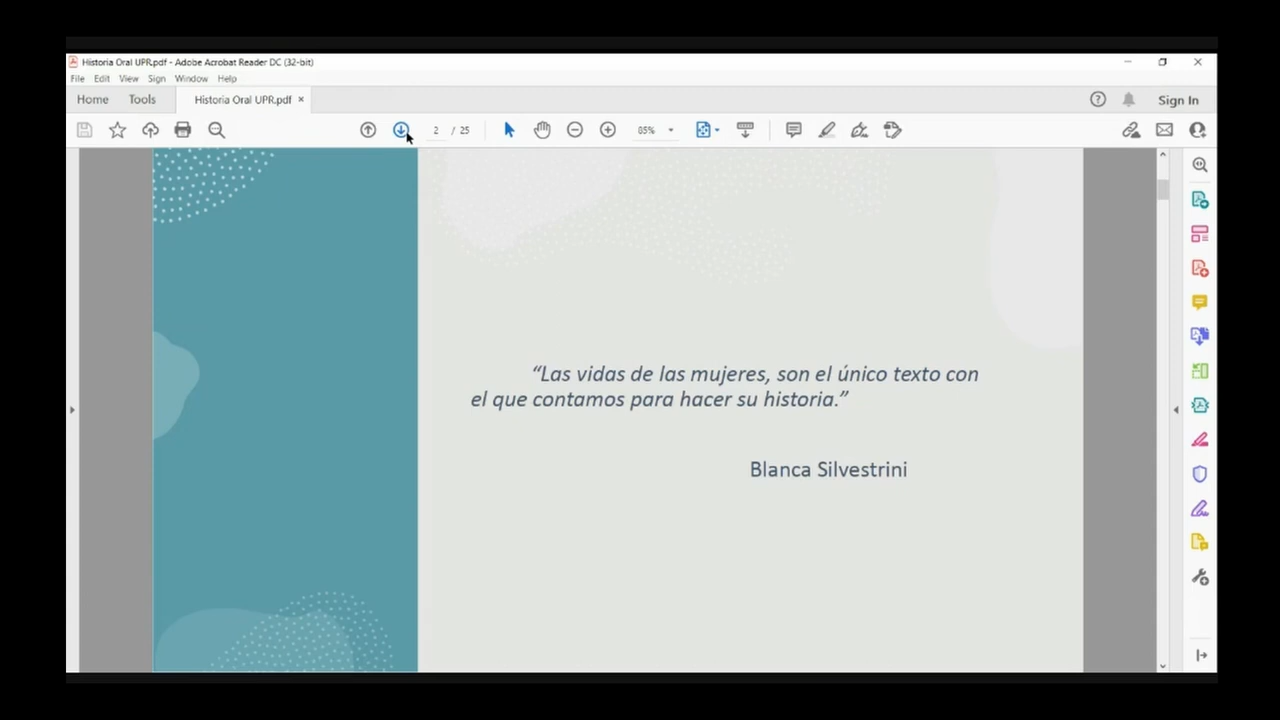 Historia Oral UPR.pdf - Adobe Acrobat Reader DC (32-bit)
File Edit View Sign Window Help
Home Tools Historia Oral UPR.pdf × Sign In
2 / 25 85%
“Las vidas de las mujeres, son el único texto con
el que contamos para hacer su historia.”
Blanca Silvestrini